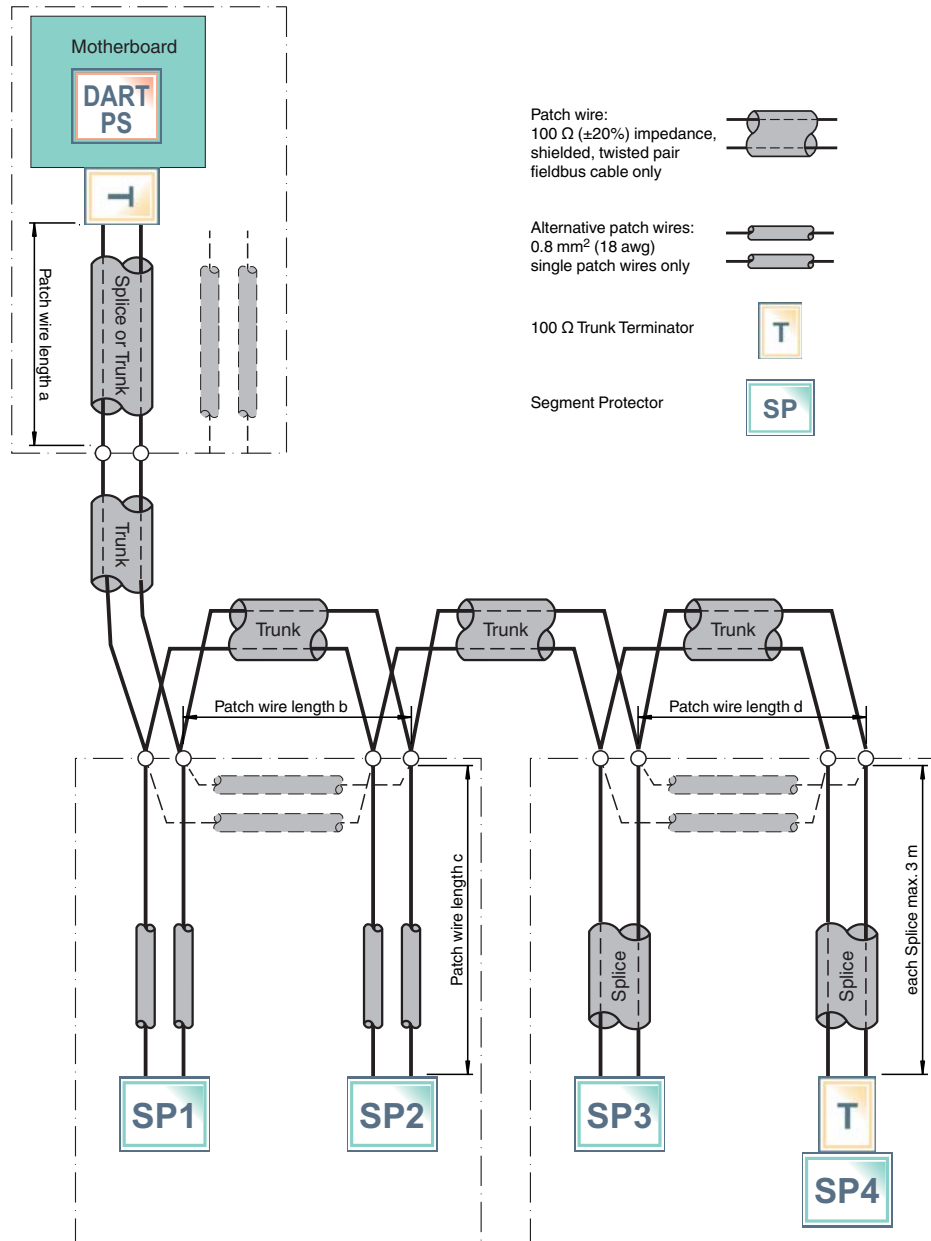 Motherboard
DART
PS
T
Patch wire length a
Splice or Trunk
Trunk
Patch wire:
100 Ω (±20%) impedance,
shielded, twisted pair
fieldbus cable only
Alternative patch wires:
0.8 mm² (18 awg)
single patch wires only
100 Ω Trunk Terminator
T
Segment Protector
SP
Trunk
Trunk
Trunk
Patch wire length b
Patch wire length d
Patch wire length c
each Splice max. 3 m
Splice
Splice
SP1
SP2
SP3
T
SP4